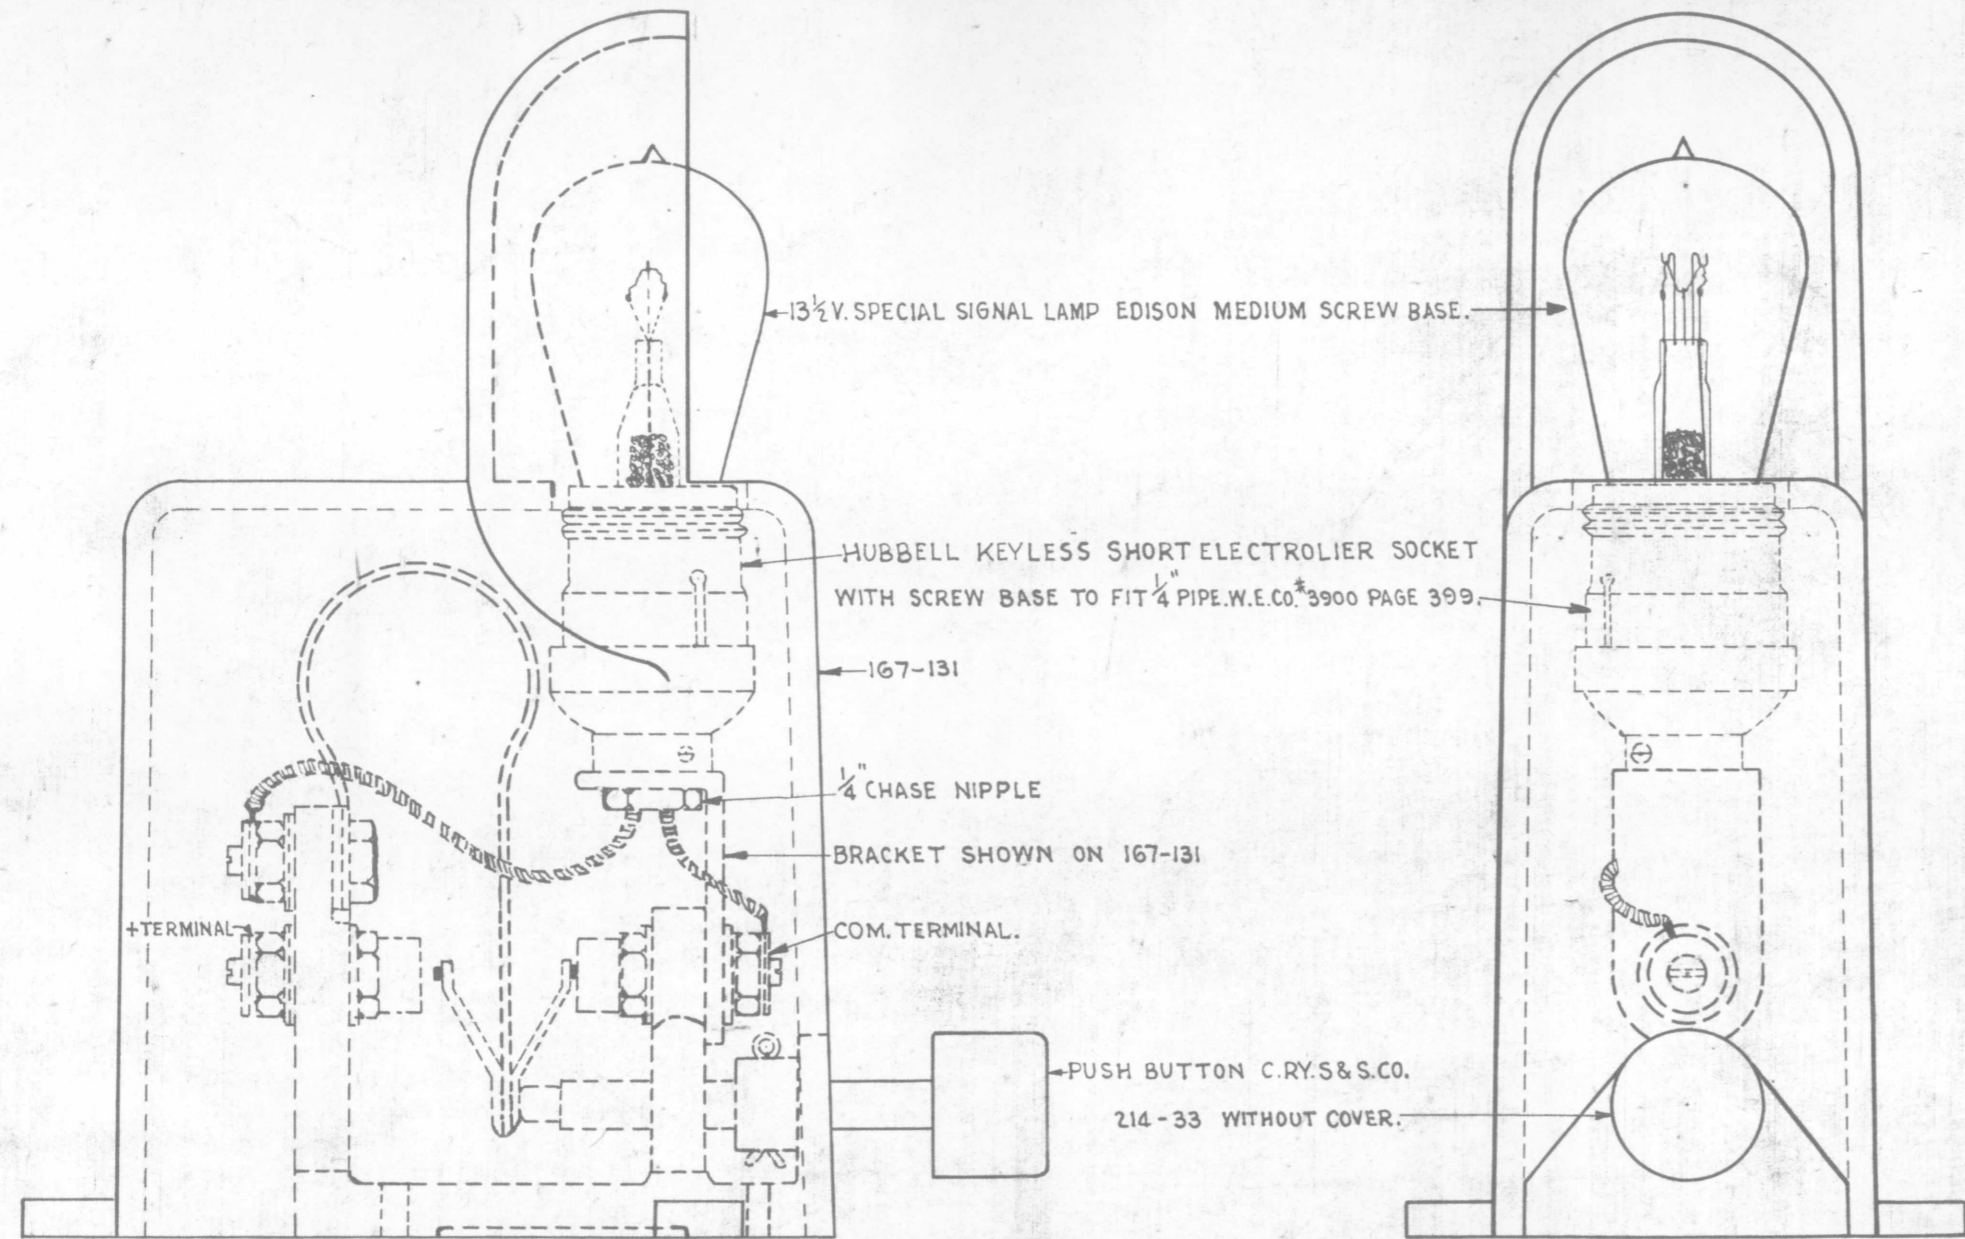 13½ V. SPECIAL SIGNAL LAMP EDISON MEDIUM SCREW BASE.
HUBBELL KEYLESS SHORT ELECTROLIER SOCKET
WITH SCREW BASE TO FIT ¼" PIPE. W.E.CO. #3900 PAGE 399.
167-131
¼" CHASE NIPPLE
BRACKET SHOWN ON 167-131
+TERMINAL
COM. TERMINAL.
PUSH BUTTON C.RY.S&S.CO.
214-33 WITHOUT COVER.